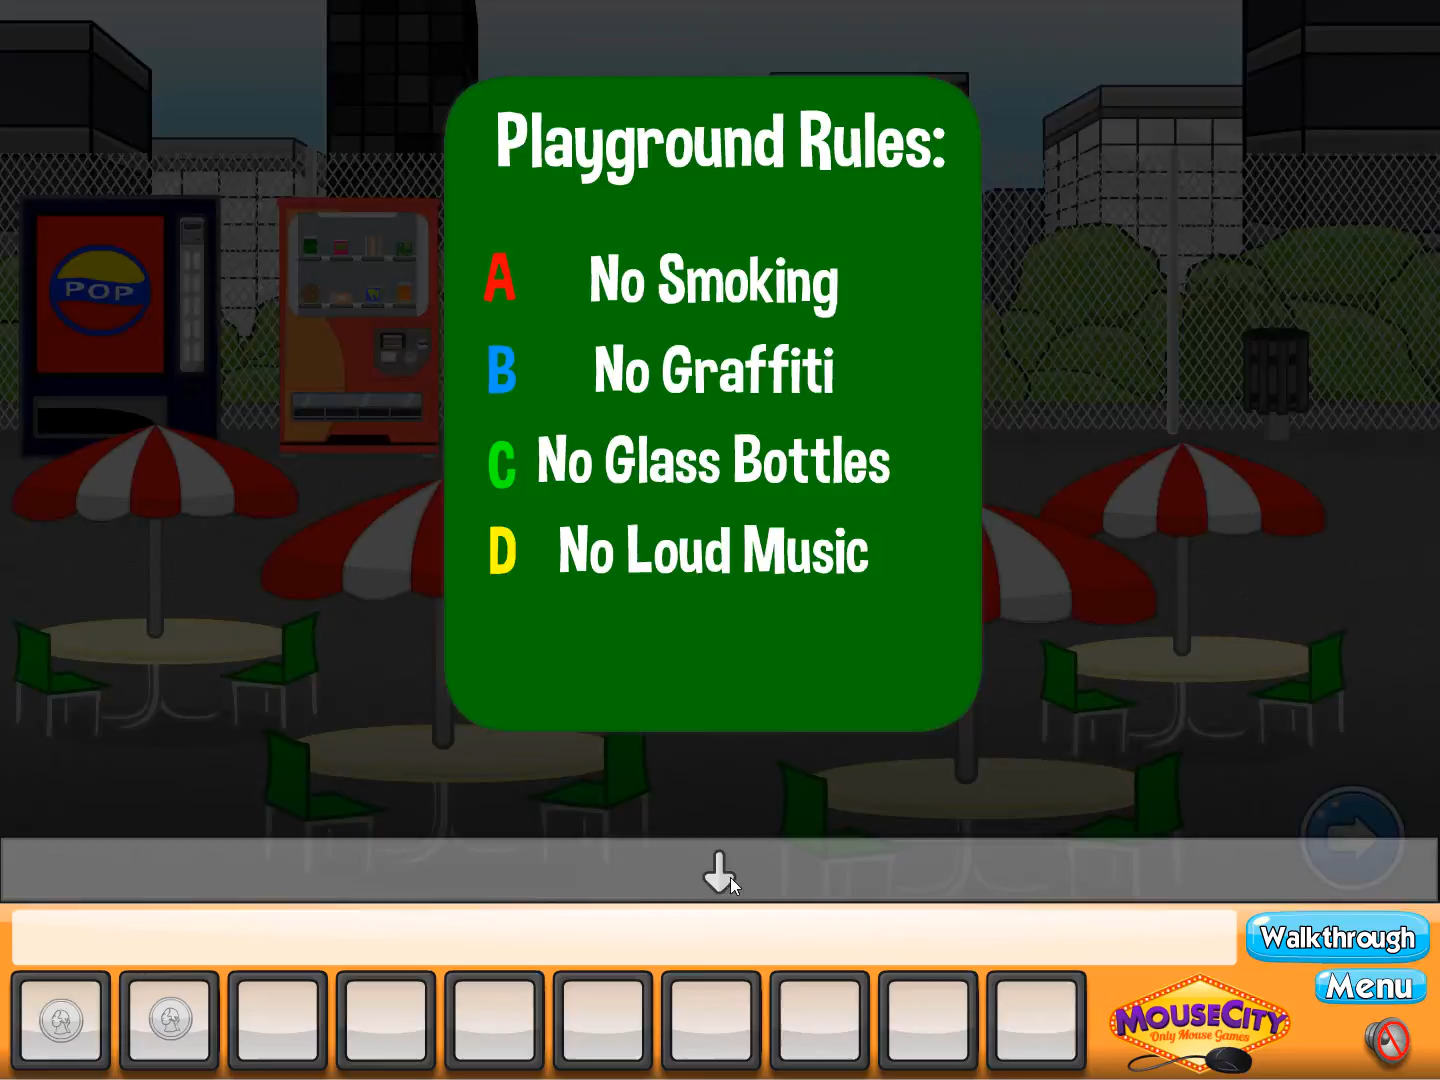 Playground Rules:
A No Smoking
B No Graffiti
C No Glass Bottles
D No Loud Music
POP
Walkthrough
Menu
MOUSECITY
Only Mouse Games